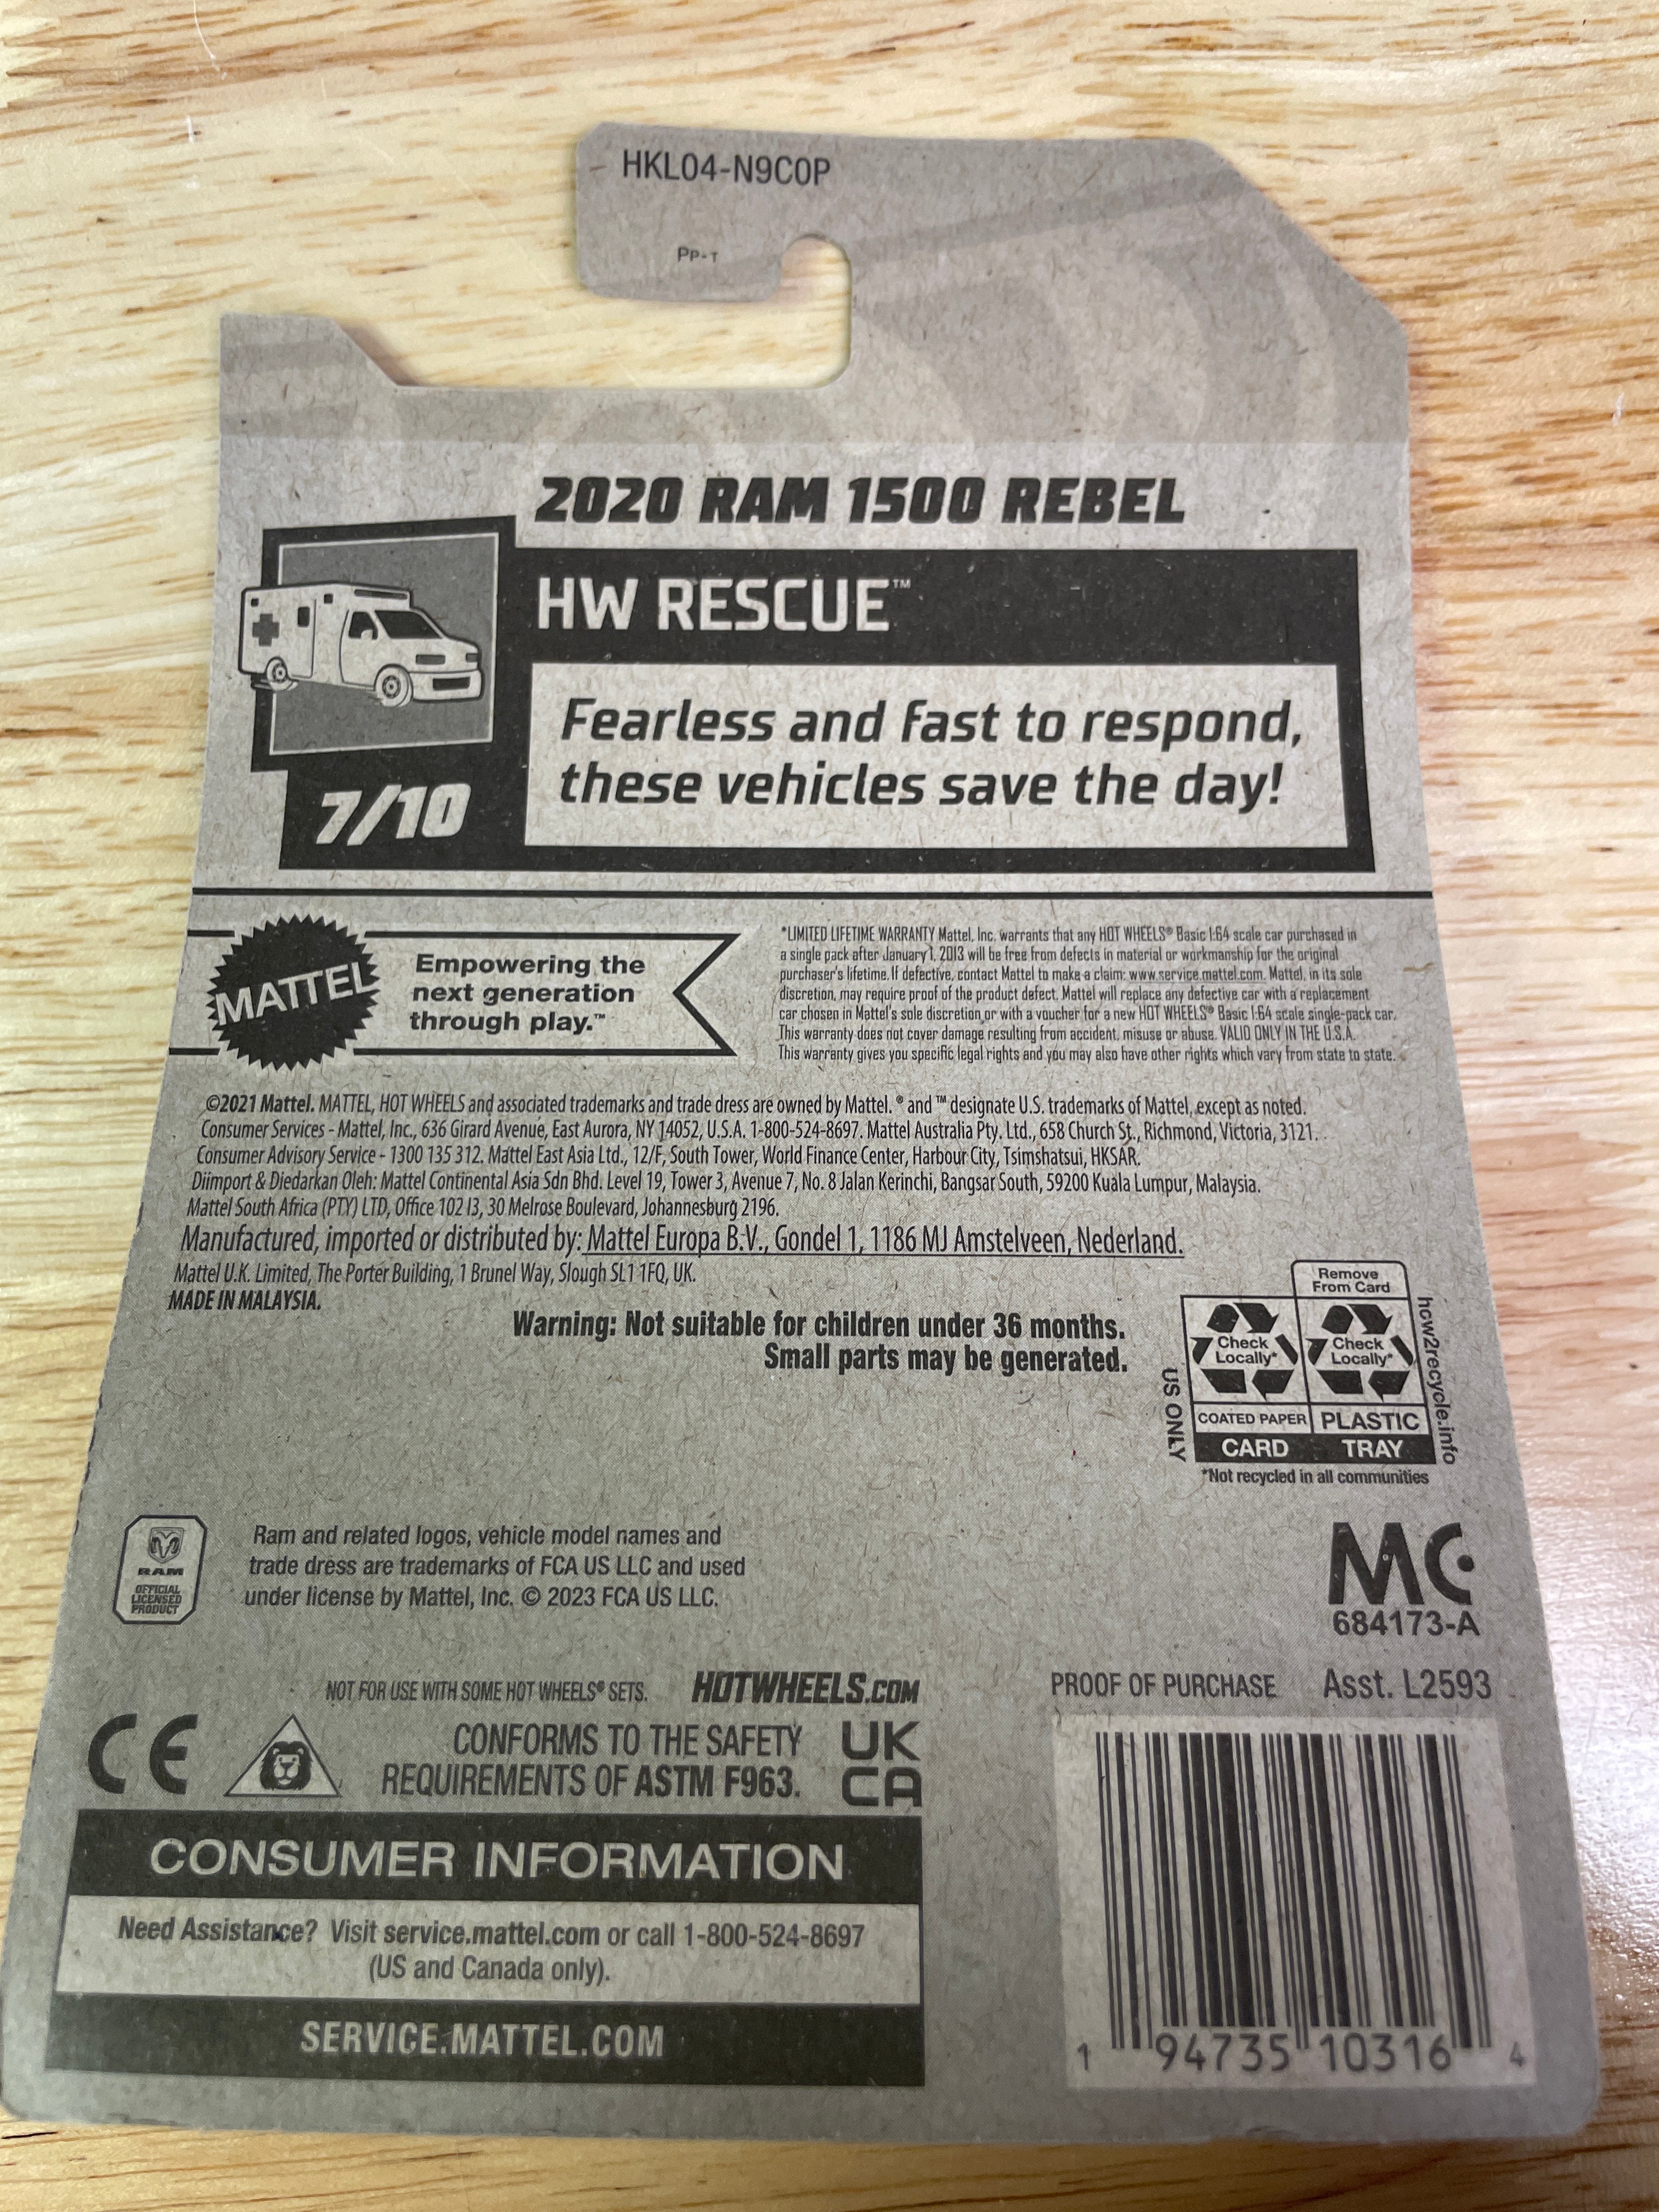 HKL04-N9C0P
PP-T
2020 RAM 1500 REBEL
HW RESCUE™
Fearless and fast to respond,
these vehicles save the day!
7/10
MATTEL
Empowering the
next generation
through play.™
*LIMITED LIFETIME WARRANTY Mattel, Inc. warrants that any HOT WHEELS® Basic 1:64 scale car purchased in
a single pack after January 1, 2013 will be free from defects in material or workmanship for the original
purchaser's lifetime. If defective, contact Mattel to make a claim: www.service.mattel.com. Mattel, in its sole
discretion, may require proof of the product defect. Mattel will replace any defective car with a replacement
car chosen in Mattel's sole discretion or with a voucher for a new HOT WHEELS® Basic 1:64 scale single-pack car.
This warranty does not cover damage resulting from accident, misuse or abuse. VALID ONLY IN THE U.S.A.
This warranty gives you specific legal rights and you may also have other rights which vary from state to state.
©2021 Mattel. MATTEL, HOT WHEELS and associated trademarks and trade dress are owned by Mattel. ® and ™ designate U.S. trademarks of Mattel, except as noted.
Consumer Services - Mattel, Inc., 636 Girard Avenue, East Aurora, NY 14052, U.S.A. 1-800-524-8697. Mattel Australia Pty. Ltd., 658 Church St., Richmond, Victoria, 3121.
Consumer Advisory Service - 1300 135 312. Mattel East Asia Ltd., 12/F, South Tower, World Finance Center, Harbour City, Tsimshatsui, HKSAR.
Diimport & Diedarkan Oleh: Mattel Continental Asia Sdn Bhd. Level 19, Tower 3, Avenue 7, No. 8 Jalan Kerinchi, Bangsar South, 59200 Kuala Lumpur, Malaysia.
Mattel South Africa (PTY) LTD, Office 102 I3, 30 Melrose Boulevard, Johannesburg 2196.
Manufactured, imported or distributed by: Mattel Europa B.V., Gondel 1, 1186 MJ Amstelveen, Nederland.
Mattel U.K. Limited, The Porter Building, 1 Brunel Way, Slough SL1 1FQ, UK.
MADE IN MALAYSIA.
Warning: Not suitable for children under 36 months.
Small parts may be generated.
Remove
From Card
Check
Locally*
Check
Locally*
COATED PAPER
PLASTIC
CARD
TRAY
US ONLY
how2recycle.info
*Not recycled in all communities
RAM
OFFICIAL
LICENSED
PRODUCT
Ram and related logos, vehicle model names and
trade dress are trademarks of FCA US LLC and used
under license by Mattel, Inc. © 2023 FCA US LLC.
MC
684173-A
NOT FOR USE WITH SOME HOT WHEELS® SETS.
HOTWHEELS.COM
PROOF OF PURCHASE
Asst. L2593
CE
CONFORMS TO THE SAFETY
REQUIREMENTS OF ASTM F963.
UK
CA
CONSUMER INFORMATION
Need Assistance? Visit service.mattel.com or call 1-800-524-8697
(US and Canada only).
SERVICE.MATTEL.COM
1 94735 10316 4